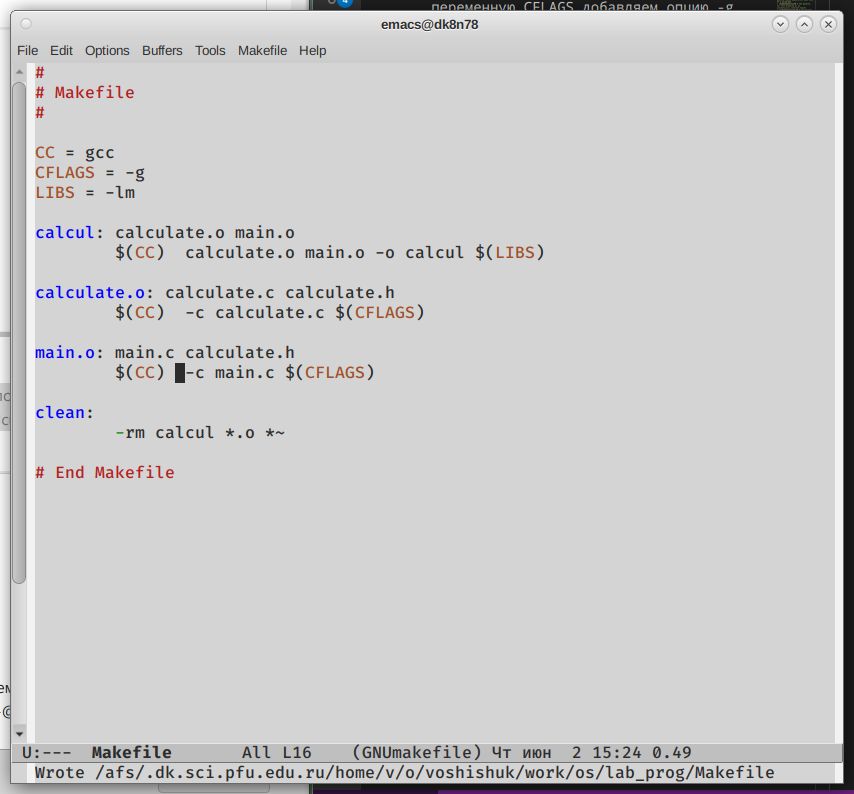 переменную CFLAGS добавляем опцию -g
emacs@dk8n78
File Edit Options Buffers Tools Makefile Help
#
# Makefile
#
CC = gcc
CFLAGS = -g
LIBS = -lm
calcul: calculate.o main.o
$(CC)  calculate.o main.o -o calcul $(LIBS)
calculate.o: calculate.c calculate.h
$(CC)  -c calculate.c $(CFLAGS)
main.o: main.c calculate.h
$(CC)  -c main.c $(CFLAGS)
clean:
-rm calcul *.o *~
# End Makefile
U:---  Makefile       All L16    (GNUmakefile) Чт июн  2 15:24 0.49
Wrote /afs/.dk.sci.pfu.edu.ru/home/v/o/voshishuk/work/os/lab_prog/Makefile